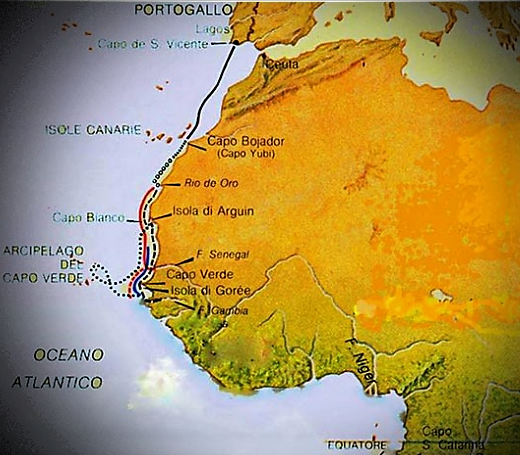 PORTOGALLO
Lagos
Capo de S. Vicente
Ceuta
ISOLE CANARIE
Capo Bojador
(Capo Yubi)
Rio de Oro
Capo Bianco
Isola di Arguin
ARCIPELAGO
DEL
CAPO VERDE
F. Senegal
Capo Verde
Isola di Gorée
F. Gambia
OCEANO
ATLANTICO
F. Niger
EQUATORE
Capo
S. Catarina